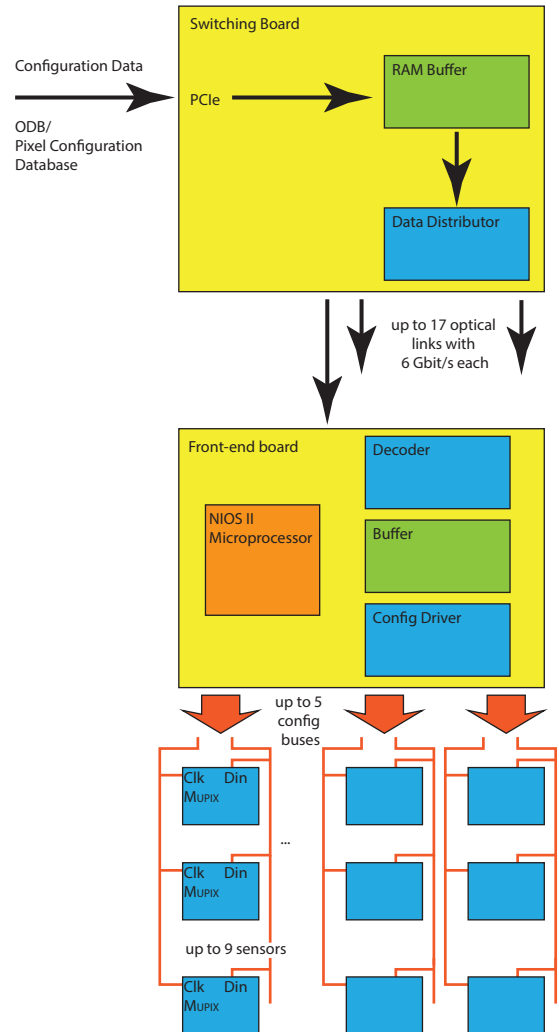 Switching Board
Configuration Data
RAM Buffer
PCIe
ODB/
Pixel Configuration
Database
Data Distributor
up to 17 optical
links with
6 Gbit/s each
Front-end board
Decoder
NIOS II
Microprocessor
Buffer
Config Driver
up to 5
config
buses
Clk Din
MUPIX
...
Clk Din
MUPIX
up to 9 sensors
Clk Din
MUPIX